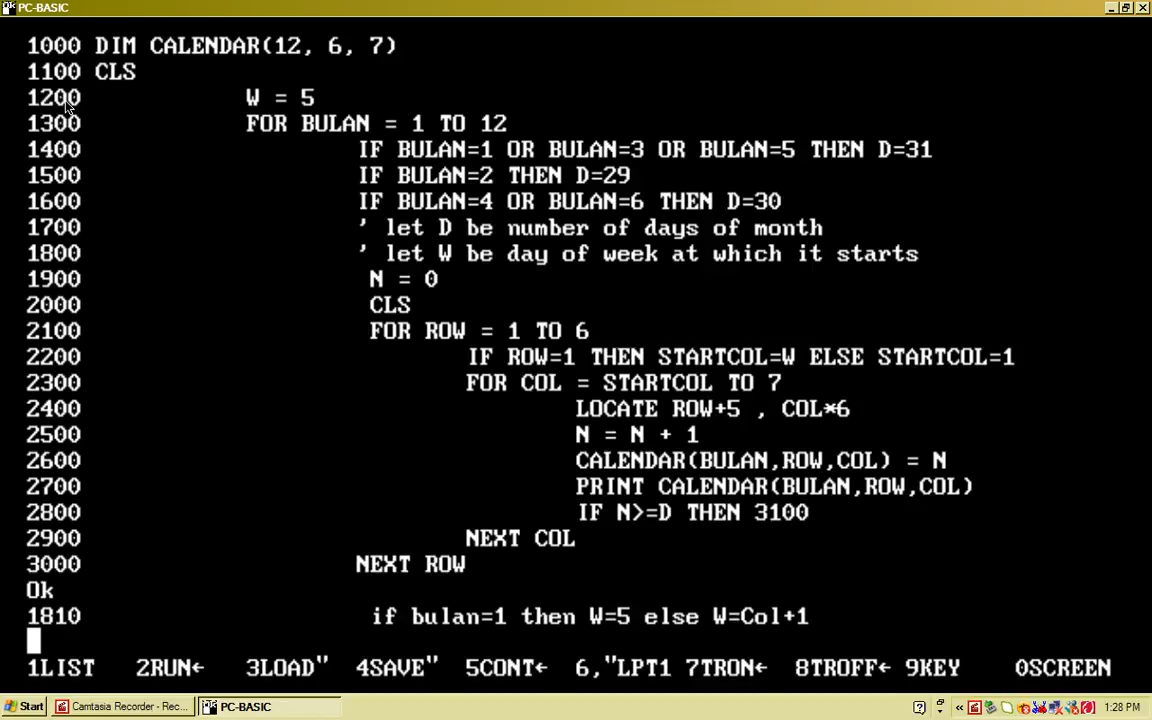 PC-BASIC
1000 DIM CALENDAR(12, 6, 7)
1100 CLS
1200 W = 5
1300 FOR BULAN = 1 TO 12
1400 IF BULAN=1 OR BULAN=3 OR BULAN=5 THEN D=31
1500 IF BULAN=2 THEN D=29
1600 IF BULAN=4 OR BULAN=6 THEN D=30
1700 ' let D be number of days of month
1800 ' let W be day of week at which it starts
1900 N = 0
2000 CLS
2100 FOR ROW = 1 TO 6
2200 IF ROW=1 THEN STARTCOL=W ELSE STARTCOL=1
2300 FOR COL = STARTCOL TO 7
2400 LOCATE ROW+5 , COL*6
2500 N = N + 1
2600 CALENDAR(BULAN,ROW,COL) = N
2700 PRINT CALENDAR(BULAN,ROW,COL)
2800 IF N>=D THEN 3100
2900 NEXT COL
3000 NEXT ROW
Ok
1810 if bulan=1 then W=5 else W=Col+1
1LIST 2RUN← 3LOAD" 4SAVE" 5CONT← 6,"LPT1 7TRON← 8TROFF← 9KEY 0SCREEN
Start Camtasia Recorder - Rec... PC-BASIC 1:28 PM